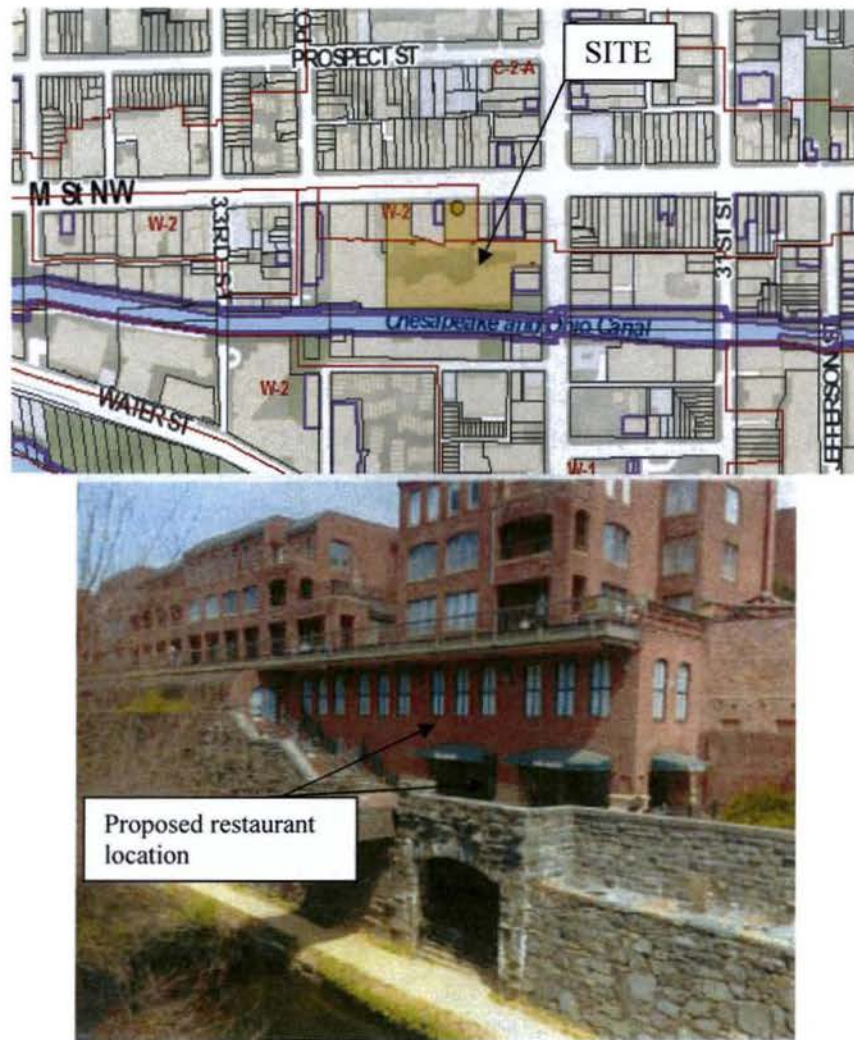 PROSPECT ST
C-2-A
SITE
M St NW
W-2
33RD ST
W-2
31ST ST
Chesapeake and Ohio Canal
W-2
WATER ST
JEFFERSON ST
W-1
Proposed restaurant
location